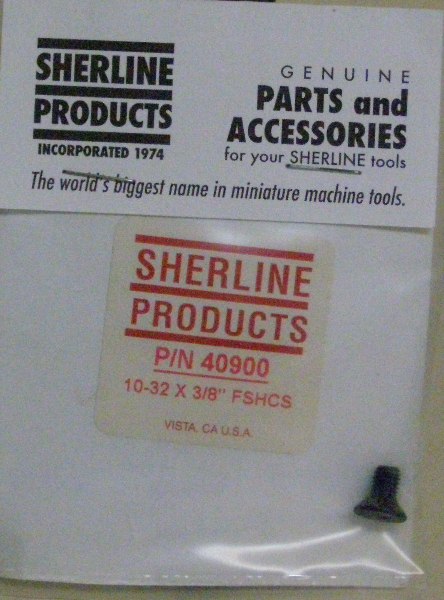 SHERLINE
PRODUCTS
INCORPORATED 1974
GENUINE
PARTS and
ACCESSORIES
for your SHERLINE tools
The world's biggest name in miniature machine tools.
SHERLINE
PRODUCTS
P/N 40900
10-32 X 3/8" FSHCS
VISTA, CA U.S.A.